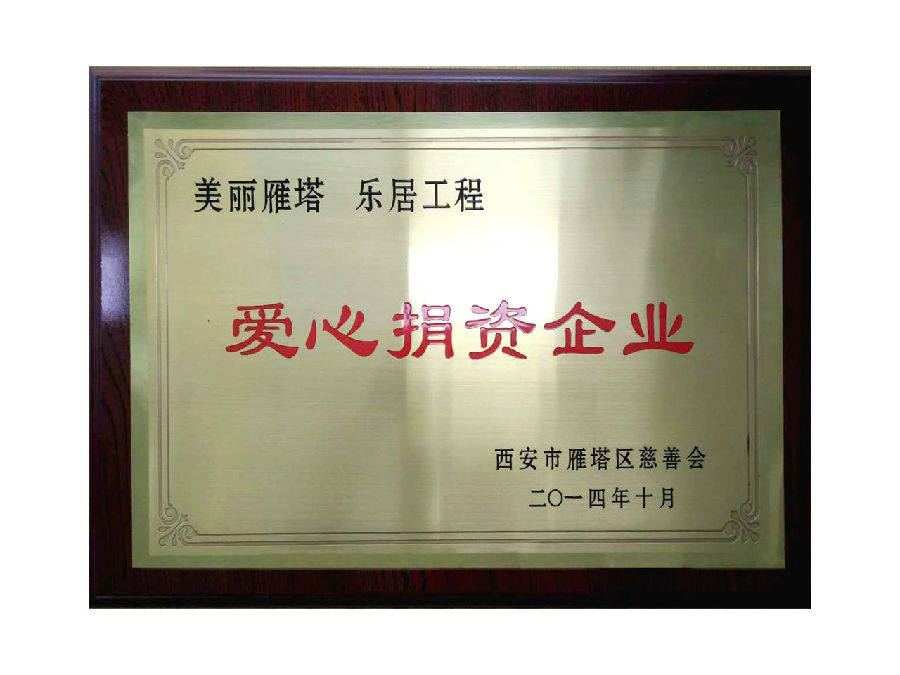 美丽雁塔 乐居工程
爱心捐资企业
西安市雁塔区慈善会
二〇一四年十月